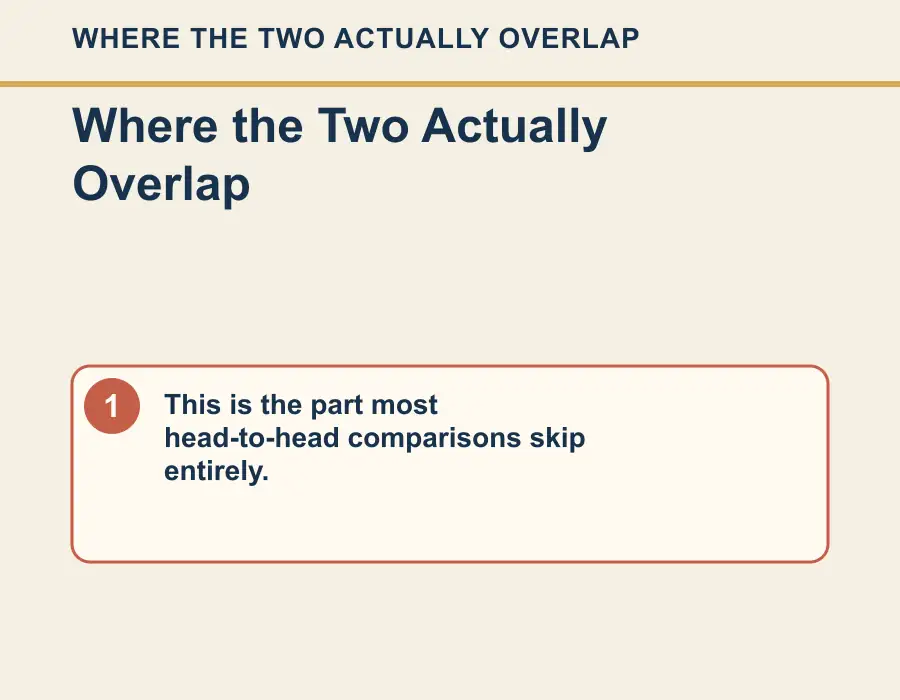 WHERE THE TWO ACTUALLY OVERLAP
Where the Two Actually
Overlap
1
This is the part most
head-to-head comparisons skip
entirely.